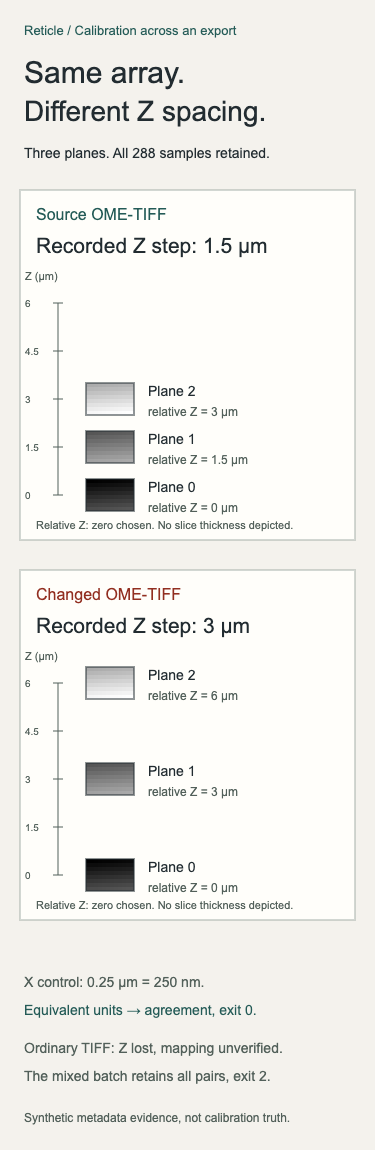 Reticle / Calibration across an export
Same array.
Different Z spacing.
Three planes. All 288 samples retained.
Source OME-TIFF
Recorded Z step: 1.5 µm
Z (µm)
6
4.5
3
Plane 2
relative Z = 3 µm
1.5
Plane 1
relative Z = 1.5 µm
0
Plane 0
relative Z = 0 µm
Relative Z: zero chosen. No slice thickness depicted.
Changed OME-TIFF
Recorded Z step: 3 µm
Z (µm)
6
Plane 2
relative Z = 6 µm
4.5
3
Plane 1
relative Z = 3 µm
1.5
0
Plane 0
relative Z = 0 µm
Relative Z: zero chosen. No slice thickness depicted.
X control: 0.25 µm = 250 nm.
Equivalent units → agreement, exit 0.
Ordinary TIFF: Z lost, mapping unverified.
The mixed batch retains all pairs, exit 2.
Synthetic metadata evidence, not calibration truth.